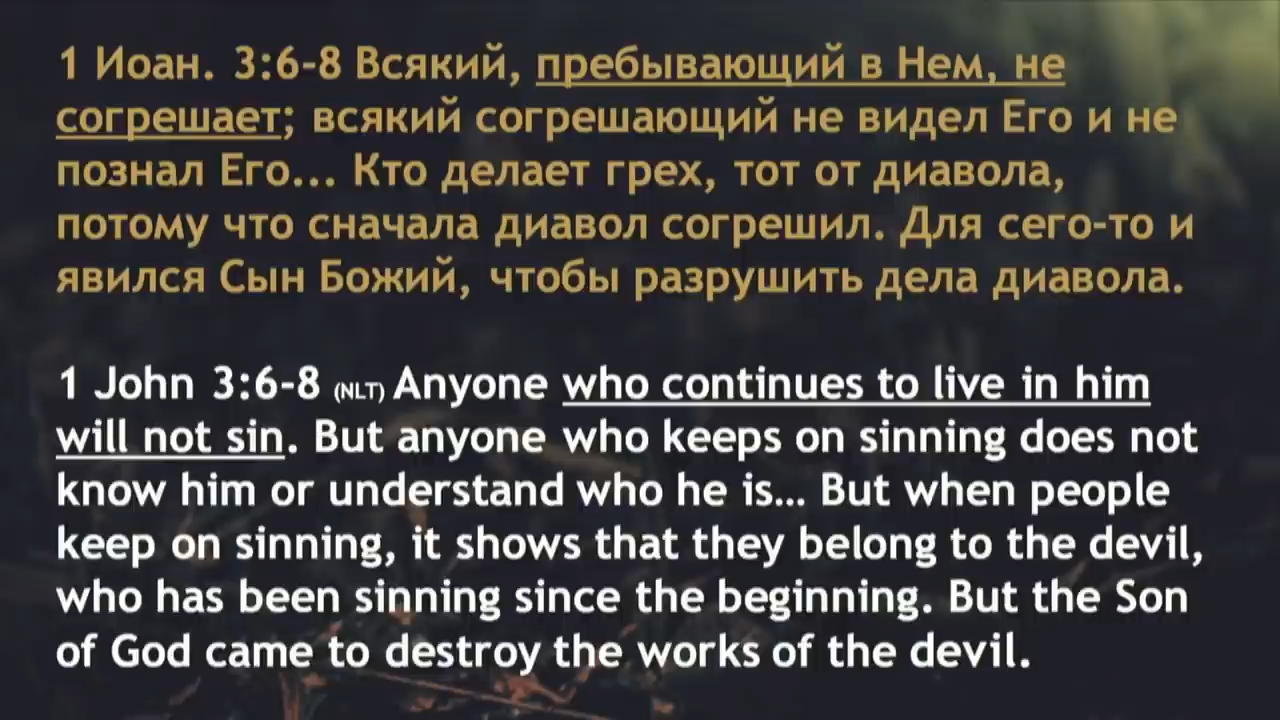 1 Иоан. 3:6-8 Всякий, пребывающий в Нем, не
согрешает; всякий согрешающий не видел Его и не
познал Его... Кто делает грех, тот от диавола,
потому что сначала диавол согрешил. Для сего-то и
явился Сын Божий, чтобы разрушить дела диавола.
1 John 3:6-8 (NLT) Anyone who continues to live in him
will not sin. But anyone who keeps on sinning does not
know him or understand who he is... But when people
keep on sinning, it shows that they belong to the devil,
who has been sinning since the beginning. But the Son
of God came to destroy the works of the devil.